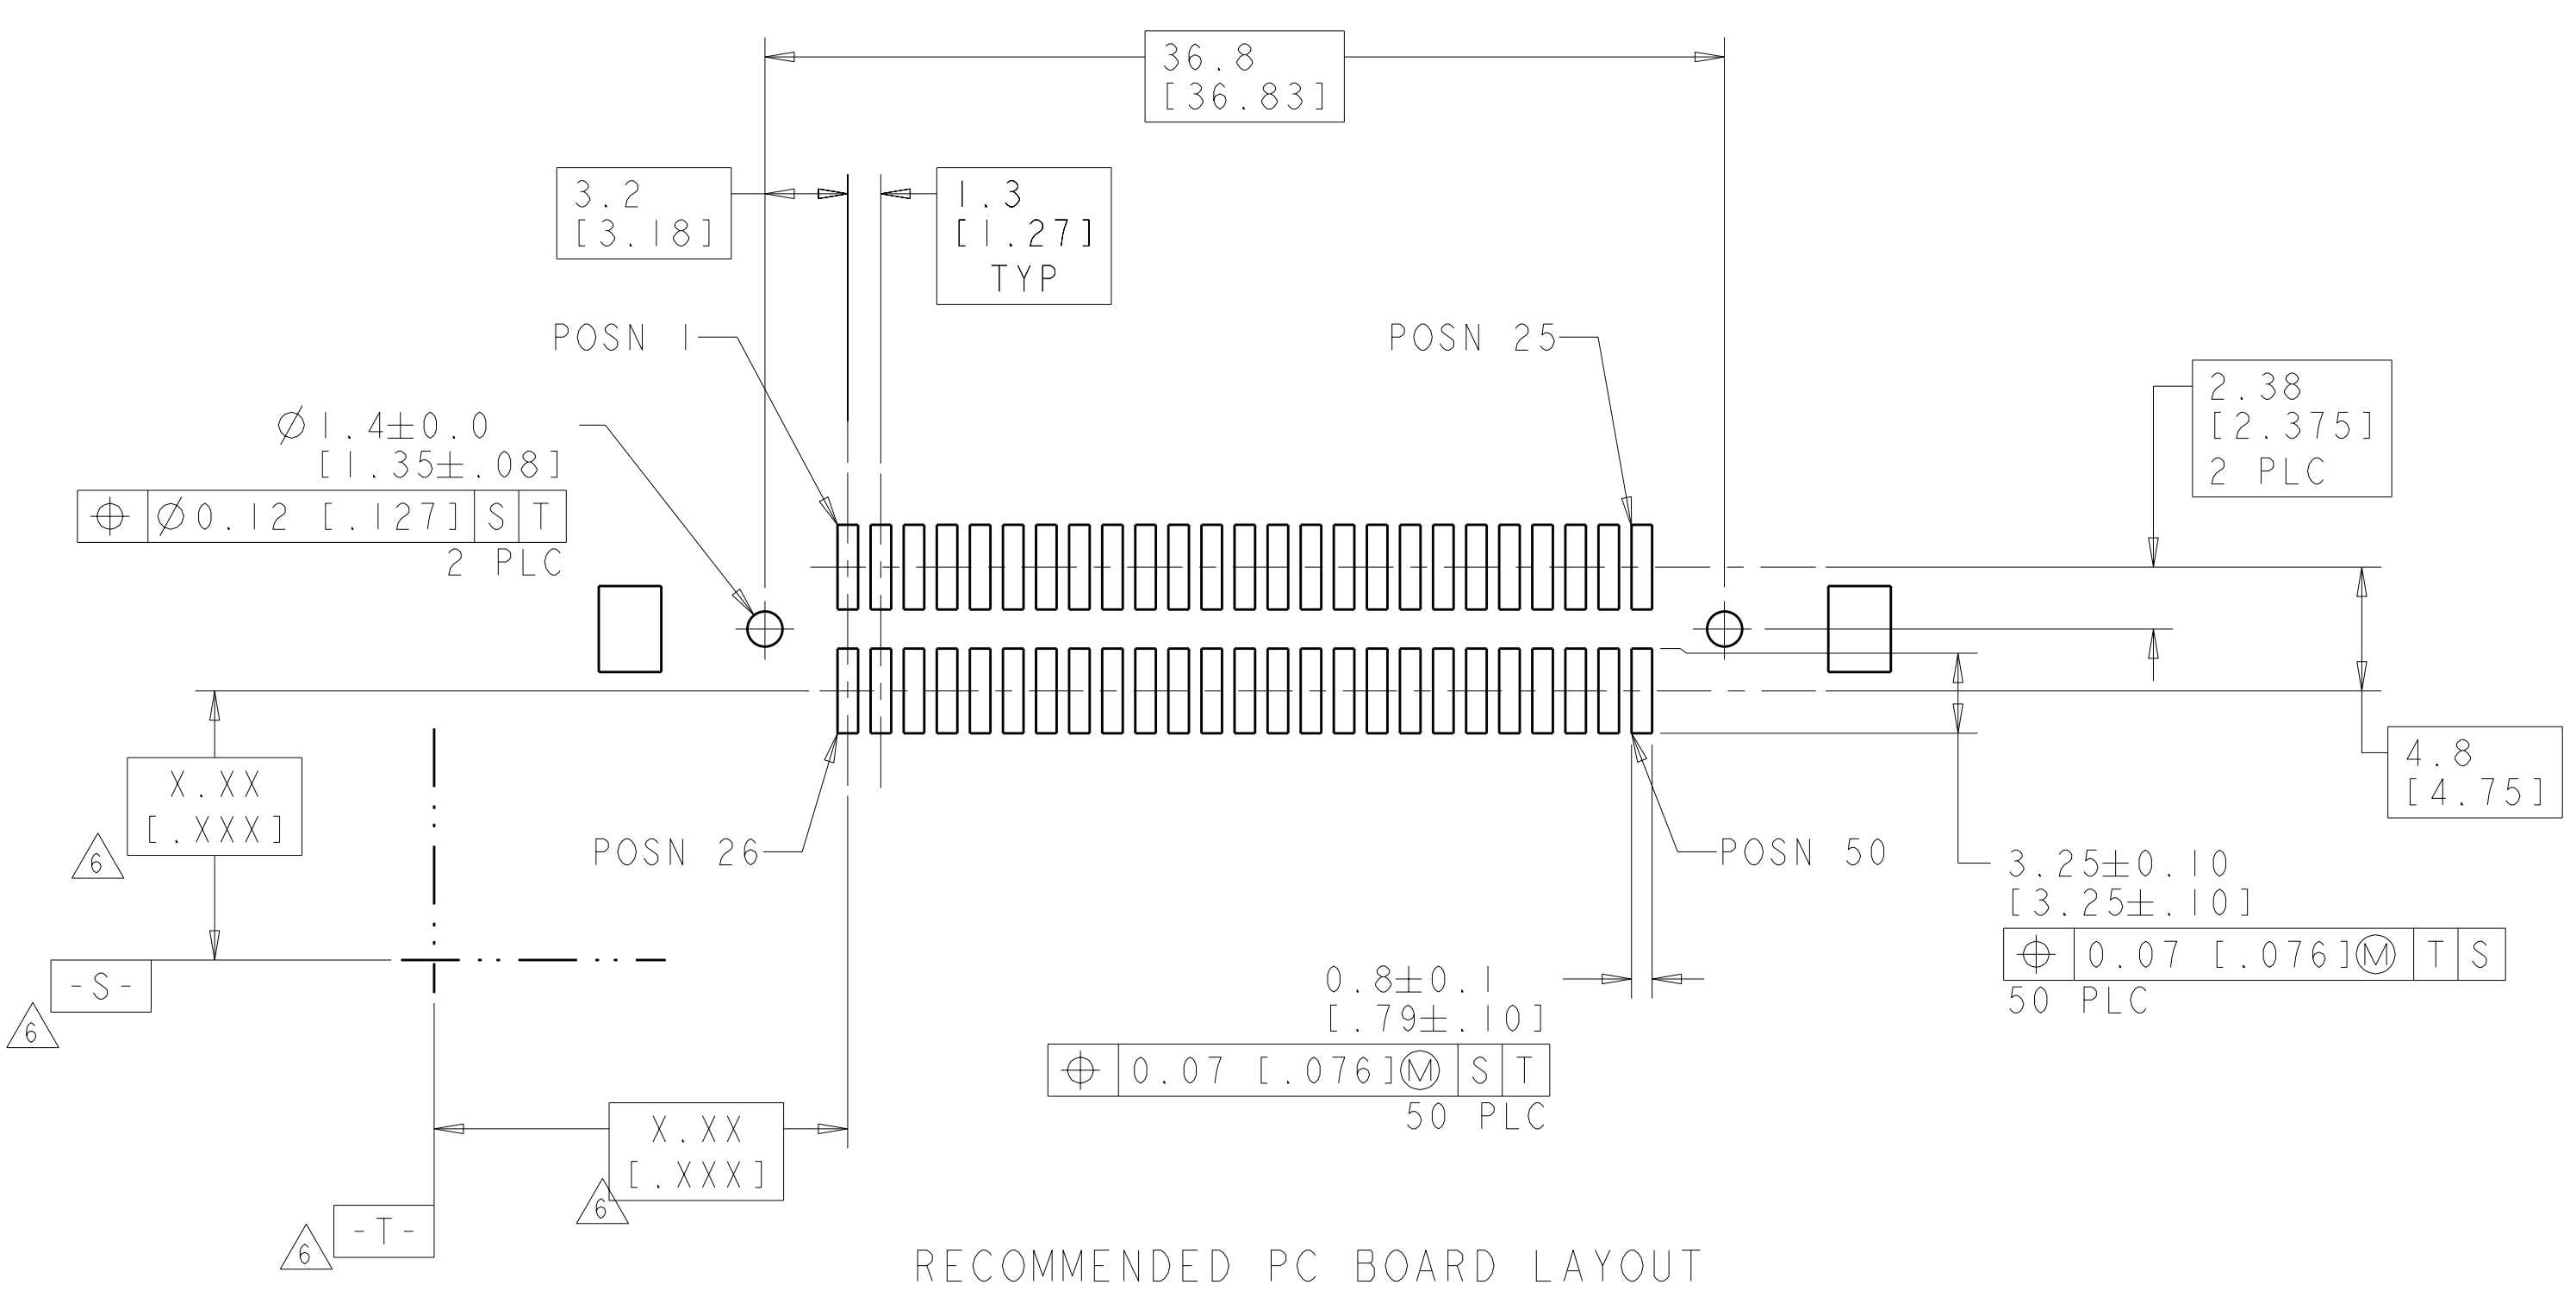 36.8
[36.83]
3.2
[3.18]
1.3
[1.27]
TYP
POSN 1
POSN 25
2.38
[2.375]
2 PLC
Ø1.4±0.0
[1.35±.08]
⌖ Ø0.12 [.127] S T
2 PLC
4.8
[4.75]
X.XX
[.XXX]
6
POSN 26
POSN 50
3.25±0.10
[3.25±.10]
⌖ 0.07 [.076]Ⓜ T S
50 PLC
-S-
6
0.8±0.1
[.79±.10]
⌖ 0.07 [.076]Ⓜ S T
50 PLC
X.XX
[.XXX]
6
-T-
6
RECOMMENDED PC BOARD LAYOUT